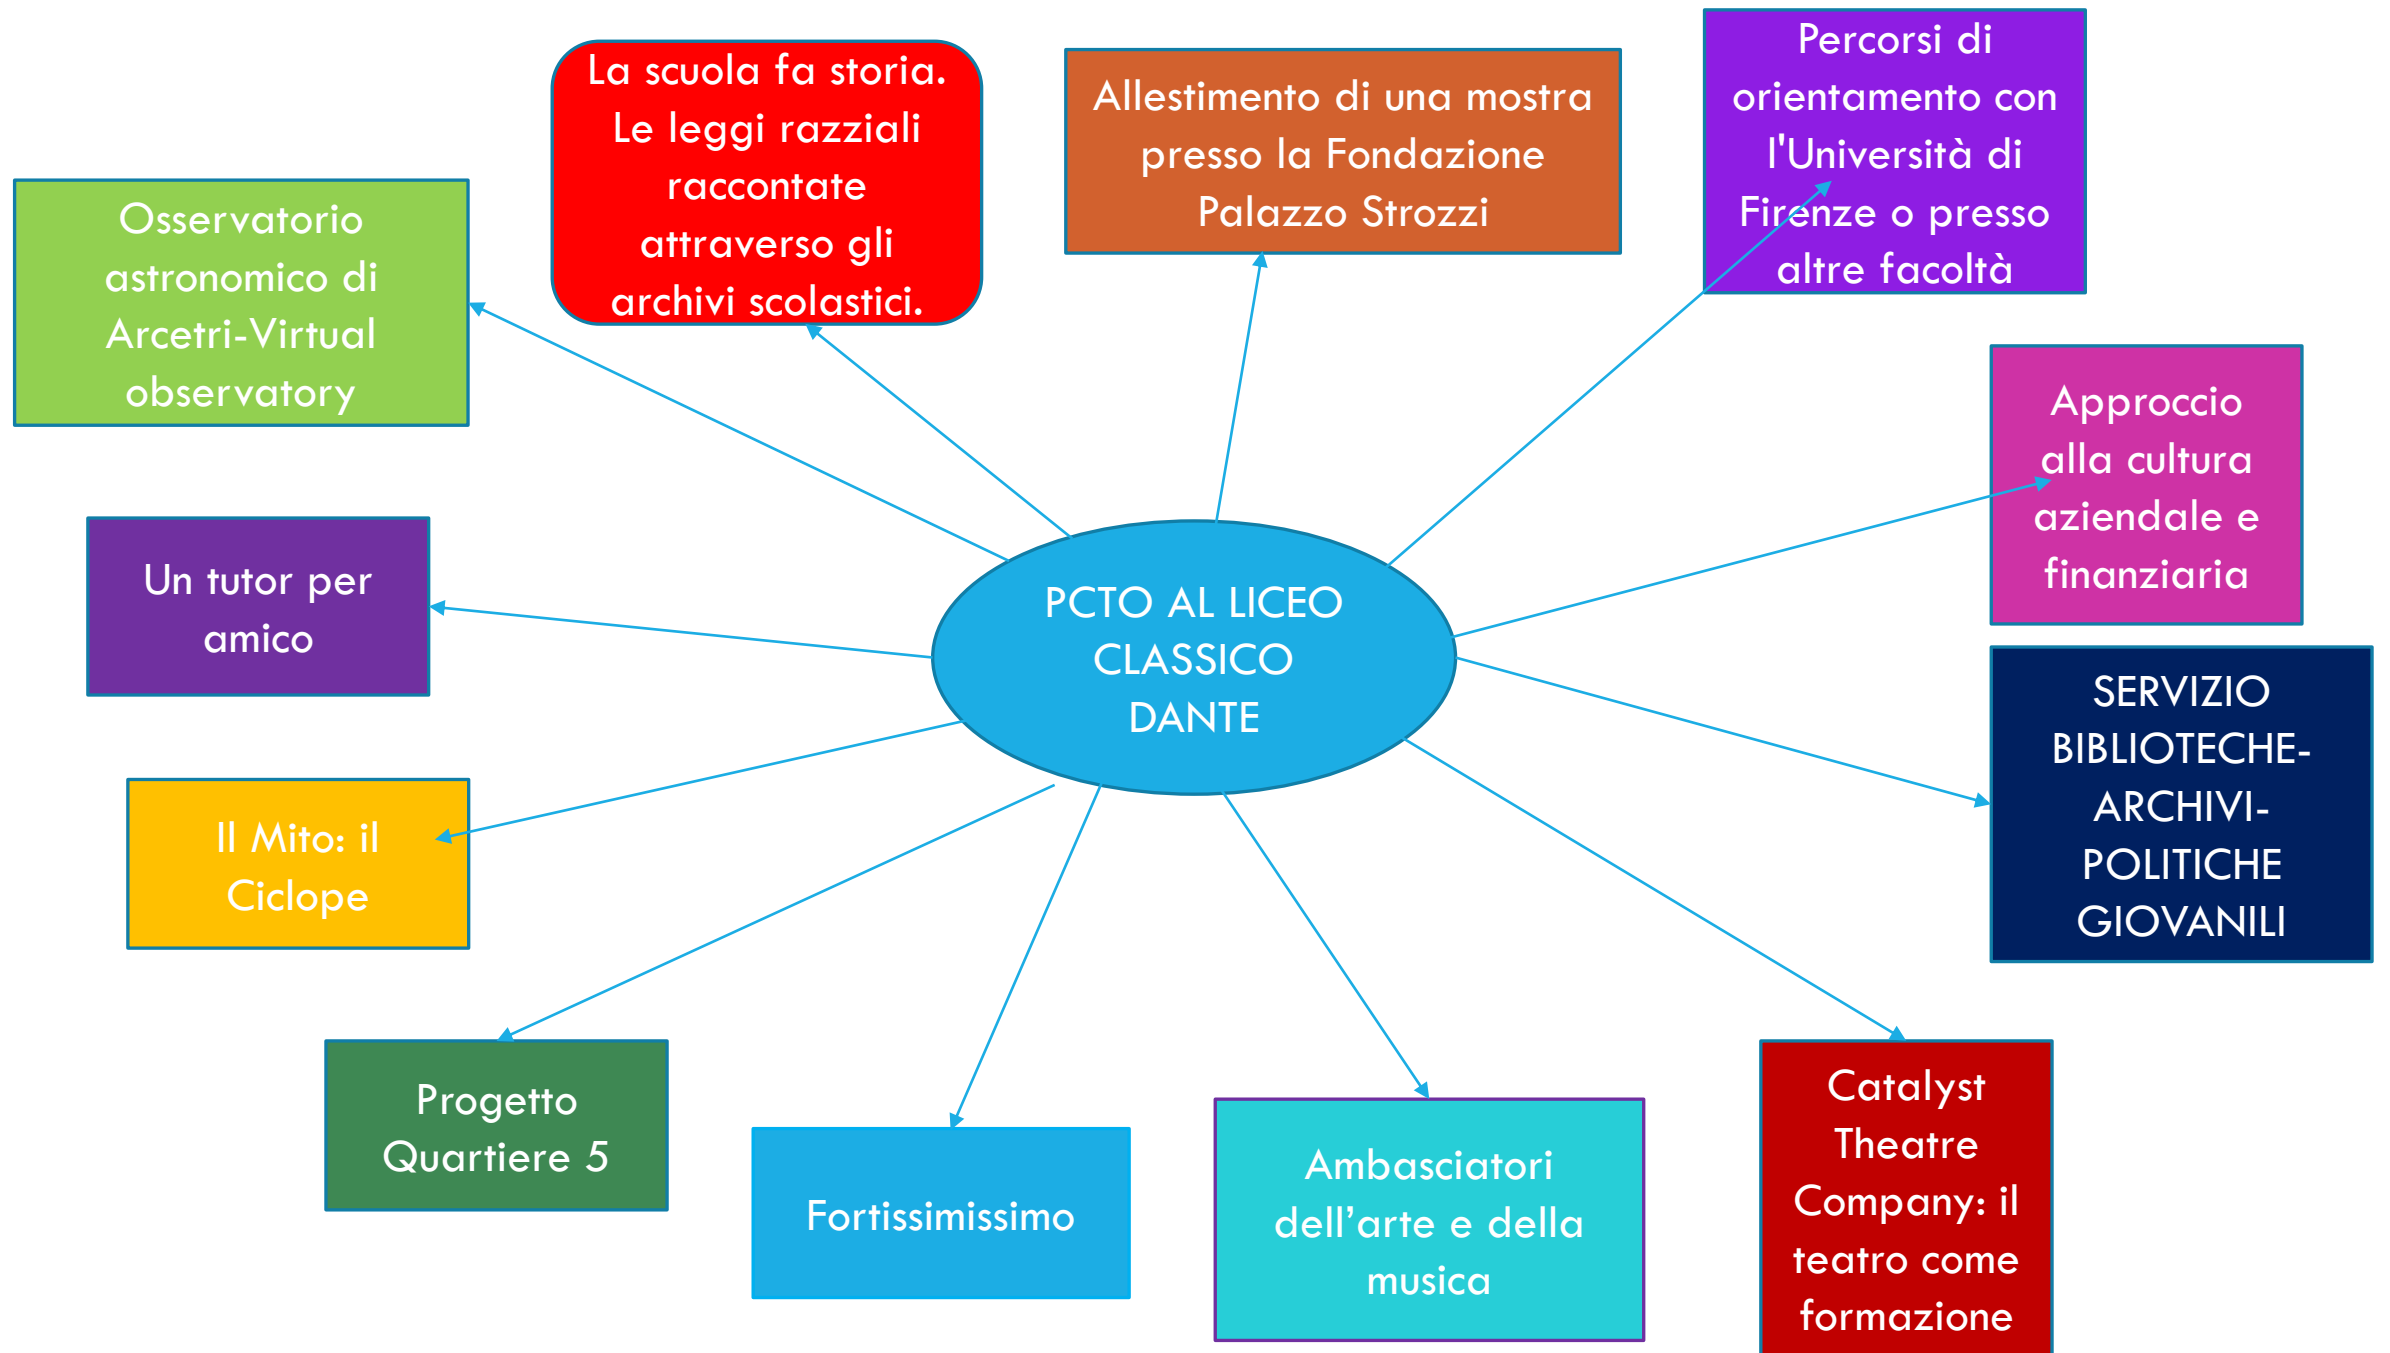 La scuola fa storia.
Le leggi razziali
raccontate
attraverso gli
archivi scolastici.
Allestimento di una mostra
presso la Fondazione
Palazzo Strozzi
Percorsi di
orientamento con
l'Università di
Firenze o presso
altre facoltà
Osservatorio
astronomico di
Arcetri-Virtual
observatory
Approccio
alla cultura
aziendale e
finanziaria
Un tutor per
amico
PCTO AL LICEO
CLASSICO
DANTE
SERVIZIO
BIBLIOTECHE-
ARCHIVI-
POLITICHE
GIOVANILI
Il Mito: il
Ciclope
Progetto
Quartiere 5
Fortissimissimo
Ambasciatori
dell’arte e della
musica
Catalyst
Theatre
Company: il
teatro come
formazione